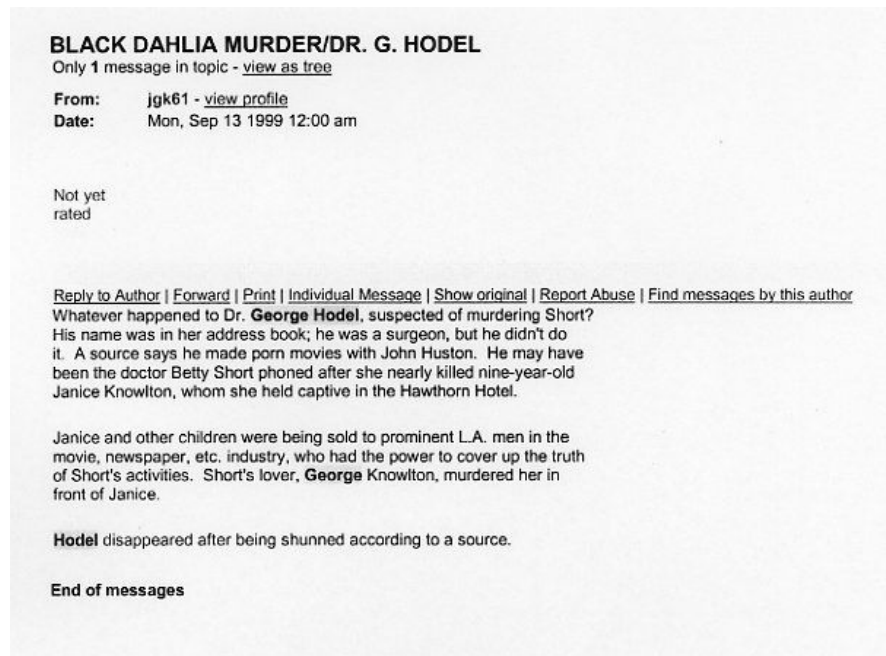 BLACK DAHLIA MURDER/DR. G. HODEL
Only 1 message in topic - view as tree
From: jgk61 - view profile
Date: Mon, Sep 13 1999 12:00 am
Not yet
rated
Reply to Author | Forward | Print | Individual Message | Show original | Report Abuse | Find messages by this author
Whatever happened to Dr. George Hodel, suspected of murdering Short?
His name was in her address book; he was a surgeon, but he didn't do
it. A source says he made porn movies with John Huston. He may have
been the doctor Betty Short phoned after she nearly killed nine-year-old
Janice Knowlton, whom she held captive in the Hawthorn Hotel.
Janice and other children were being sold to prominent L.A. men in the
movie, newspaper, etc. industry, who had the power to cover up the truth
of Short's activities. Short's lover, George Knowlton, murdered her in
front of Janice.
Hodel disappeared after being shunned according to a source.
End of messages